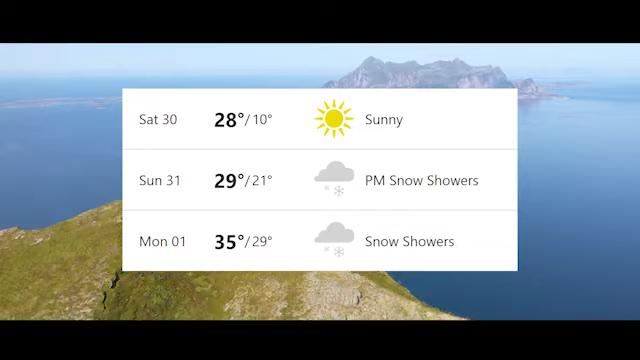 Sat 30 28°/10° Sunny
Sun 31 29°/21° PM Snow Showers
Mon 01 35°/29° Snow Showers